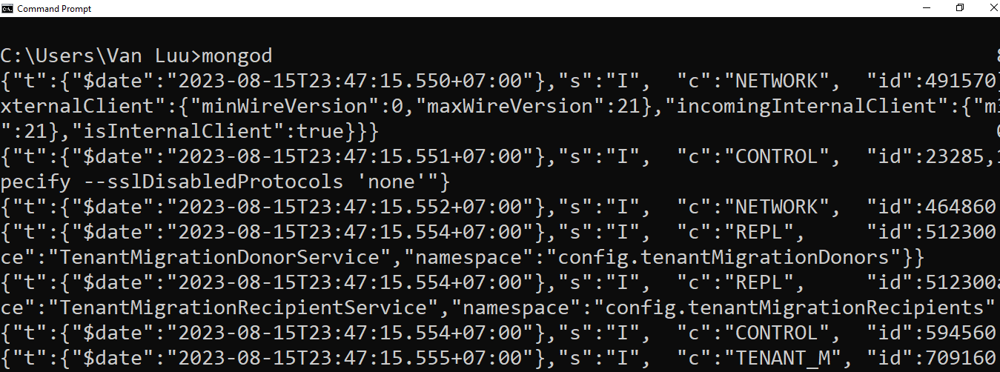 Command Prompt
C:\Users\Van Luu>mongod
{"t":{"$date":"2023-08-15T23:47:15.550+07:00"},"s":"I",  "c":"NETWORK",  "id":491570
xternalClient":{"minWireVersion":0,"maxWireVersion":21},"incomingInternalClient":{"m
":21},"isInternalClient":true}}}
{"t":{"$date":"2023-08-15T23:47:15.551+07:00"},"s":"I",  "c":"CONTROL",  "id":23285,
pecify --sslDisabledProtocols 'none'"}
{"t":{"$date":"2023-08-15T23:47:15.552+07:00"},"s":"I",  "c":"NETWORK",  "id":464860
{"t":{"$date":"2023-08-15T23:47:15.554+07:00"},"s":"I",  "c":"REPL",     "id":512300
ce":"TenantMigrationDonorService","namespace":"config.tenantMigrationDonors"}}
{"t":{"$date":"2023-08-15T23:47:15.554+07:00"},"s":"I",  "c":"REPL",     "id":512300
ce":"TenantMigrationRecipientService","namespace":"config.tenantMigrationRecipients"
{"t":{"$date":"2023-08-15T23:47:15.554+07:00"},"s":"I",  "c":"CONTROL",  "id":594560
{"t":{"$date":"2023-08-15T23:47:15.555+07:00"},"s":"I",  "c":"TENANT_M", "id":709160